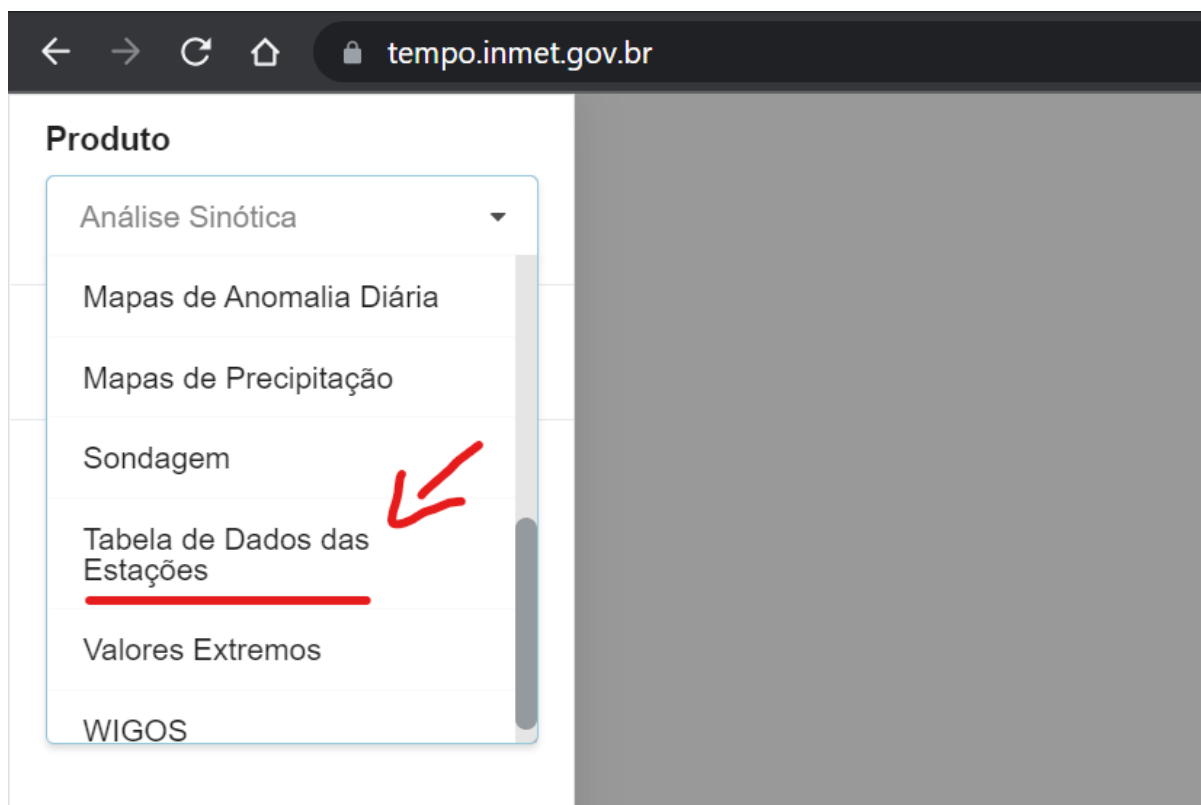 tempo.inmet.gov.br
Produto
Análise Sinótica
Mapas de Anomalia Diária
Mapas de Precipitação
Sondagem
Tabela de Dados das
Estações
Valores Extremos
WIGOS